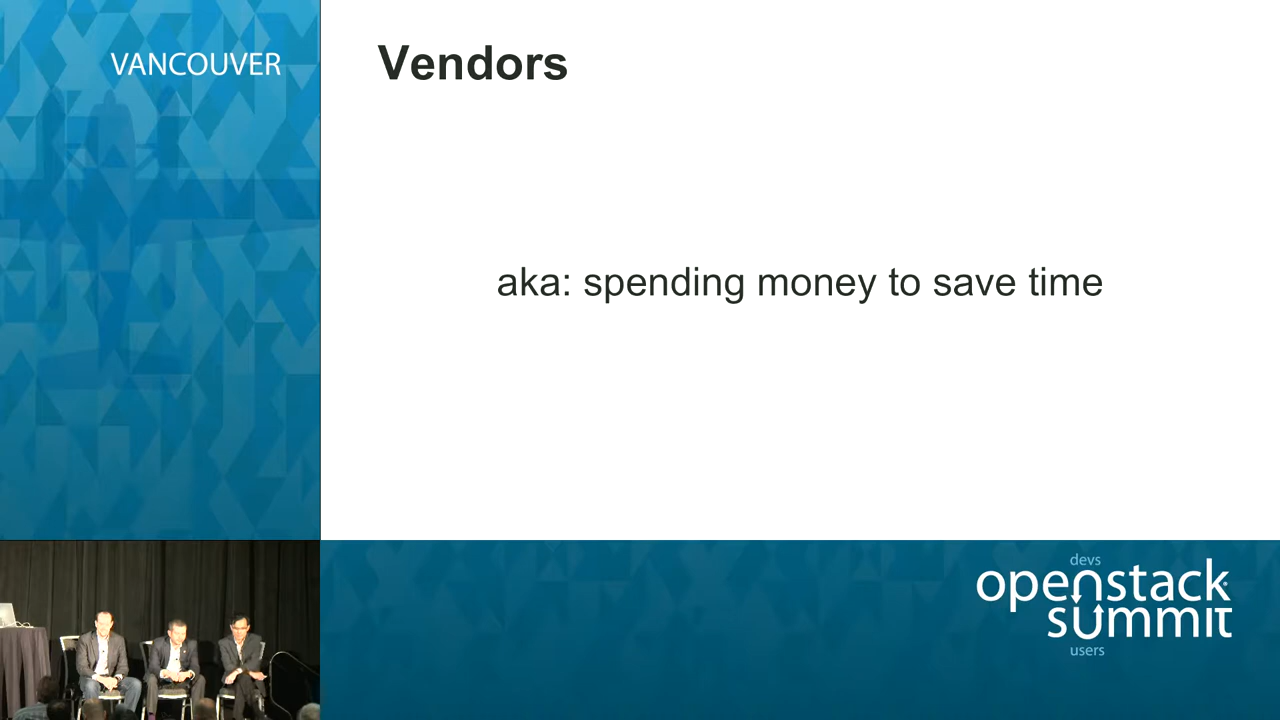 VANCOUVER
Vendors
aka: spending money to save time
devs
openstack
summit
users